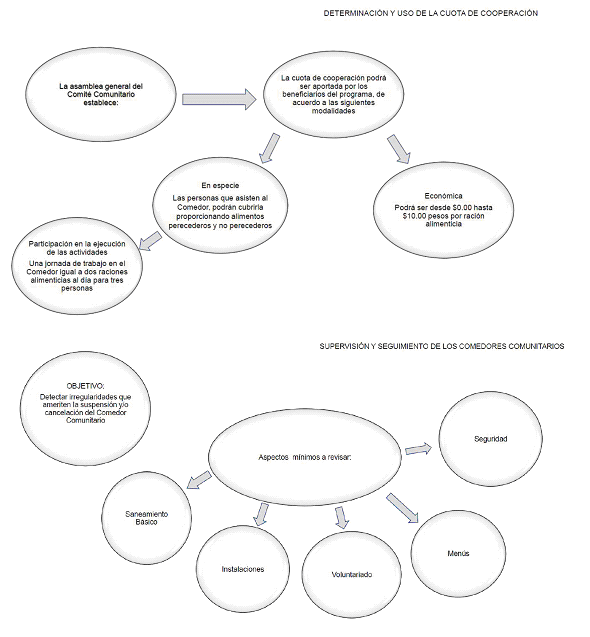 DETERMINACIÓN Y USO DE LA CUOTA DE COOPERACIÓN
La asamblea general del
Comité Comunitario
establece:
La cuota de cooperación podrá
ser aportada por los
beneficiarios del programa, de
acuerdo a las siguientes
modalidades
En especie
Las personas que asisten al
Comedor, podrán cubrirla
proporcionando alimentos
perecederos y no perecederos
Económica
Podrá ser desde $0.00 hasta
$10.00 pesos por ración
alimenticia
Participación en la ejecución
de las actividades
Una jornada de trabajo en el
Comedor igual a dos raciones
alimenticias al día para tres
personas
SUPERVISIÓN Y SEGUIMIENTO DE LOS COMEDORES COMUNITARIOS
OBJETIVO:
Detectar irregularidades que
ameriten la suspensión y/o
cancelación del Comedor
Comunitario
Aspectos mínimos a revisar:
Seguridad
Saneamiento
Basico
Instalaciones
Voluntariado
Menús